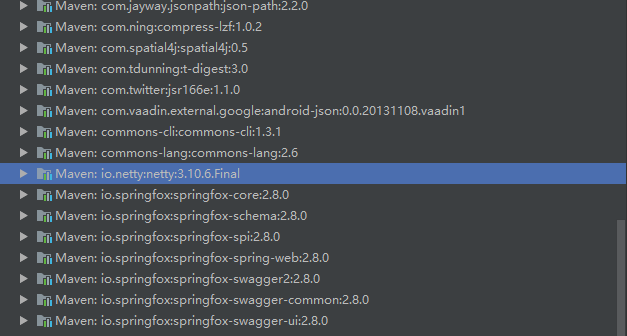 Maven: com.jayway.jsonpath:json-path:2.2.0
Maven: com.ning:compress-lzf:1.0.2
Maven: com.spatial4j:spatial4j:0.5
Maven: com.tdunning:t-digest:3.0
Maven: com.twitter:jsr166e:1.1.0
Maven: com.vaadin.external.google:android-json:0.0.20131108.vaadin1
Maven: commons-cli:commons-cli:1.3.1
Maven: commons-lang:commons-lang:2.6
Maven: io.netty:netty:3.10.6.Final
Maven: io.springfox:springfox-core:2.8.0
Maven: io.springfox:springfox-schema:2.8.0
Maven: io.springfox:springfox-spi:2.8.0
Maven: io.springfox:springfox-spring-web:2.8.0
Maven: io.springfox:springfox-swagger2:2.8.0
Maven: io.springfox:springfox-swagger-common:2.8.0
Maven: io.springfox:springfox-swagger-ui:2.8.0